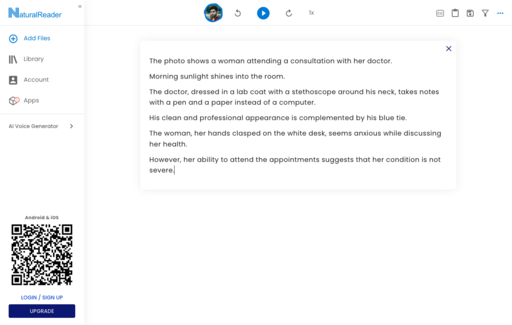 NaturalReader
«
1x
Add Files
Library
Account
Apps
AI Voice Generator
The photo shows a woman attending a consultation with her doctor.
Morning sunlight shines into the room.
The doctor, dressed in a lab coat with a stethoscope around his neck, takes notes
with a pen and a paper instead of a computer.
His clean and professional appearance is complemented by his blue tie.
The woman, her hands clasped on the white desk, seems anxious while discussing
her health.
However, her ability to attend the appointments suggests that her condition is not
severe.
Android & iOS
LOGIN / SIGN UP
UPGRADE